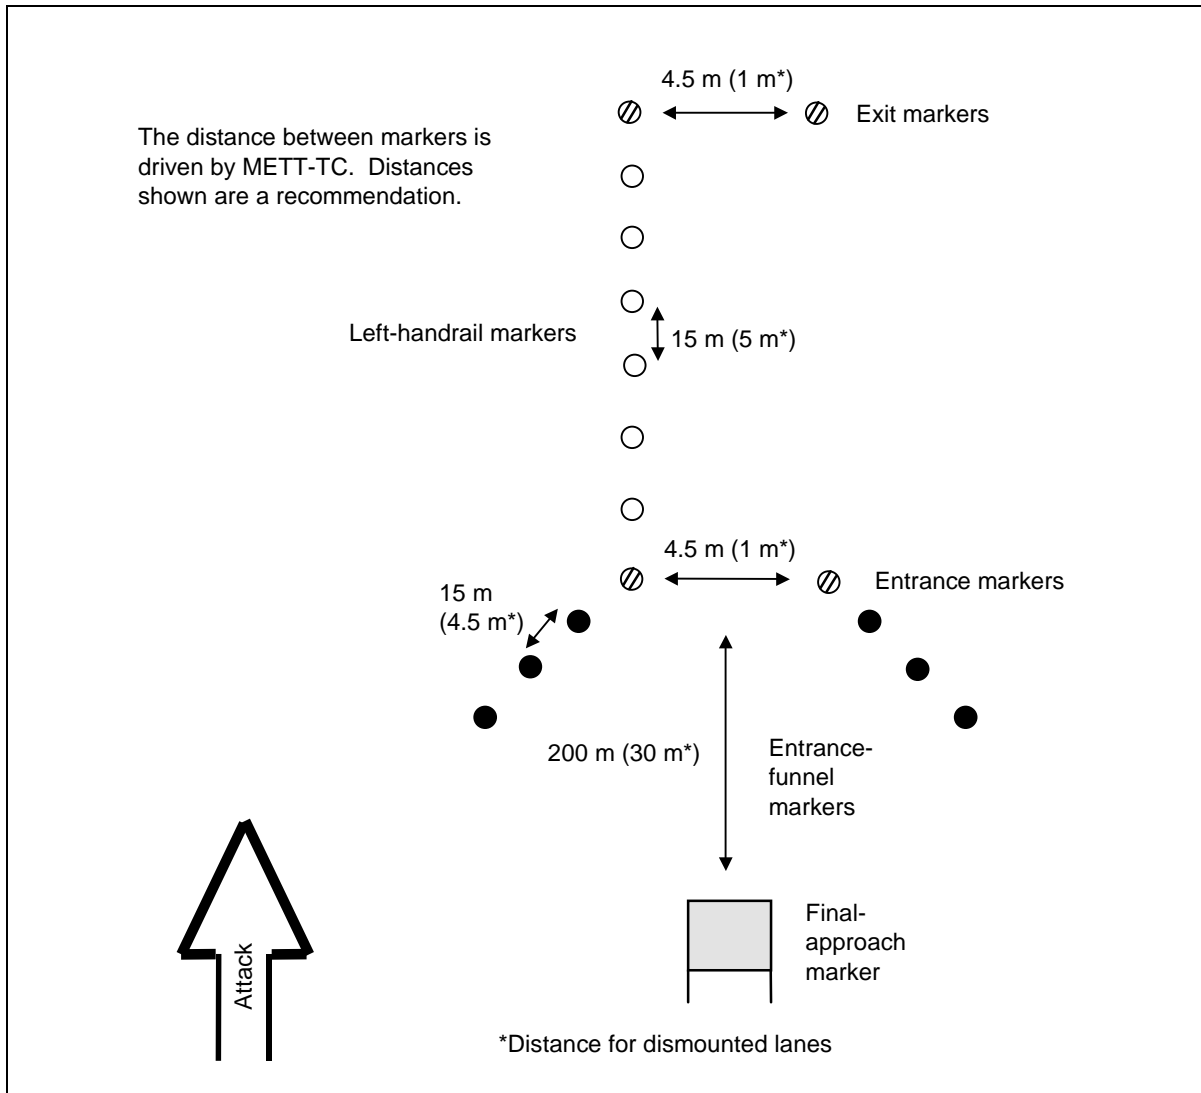 4.5 m (1 m*)
Exit markers
The distance between markers is
driven by METT-TC.  Distances
shown are a recommendation.
Left-handrail markers
15 m (5 m*)
4.5 m (1 m*)
Entrance markers
15 m
(4.5 m*)
200 m (30 m*)
Entrance-
funnel
markers
Final-
approach
marker
Attack
*Distance for dismounted lanes